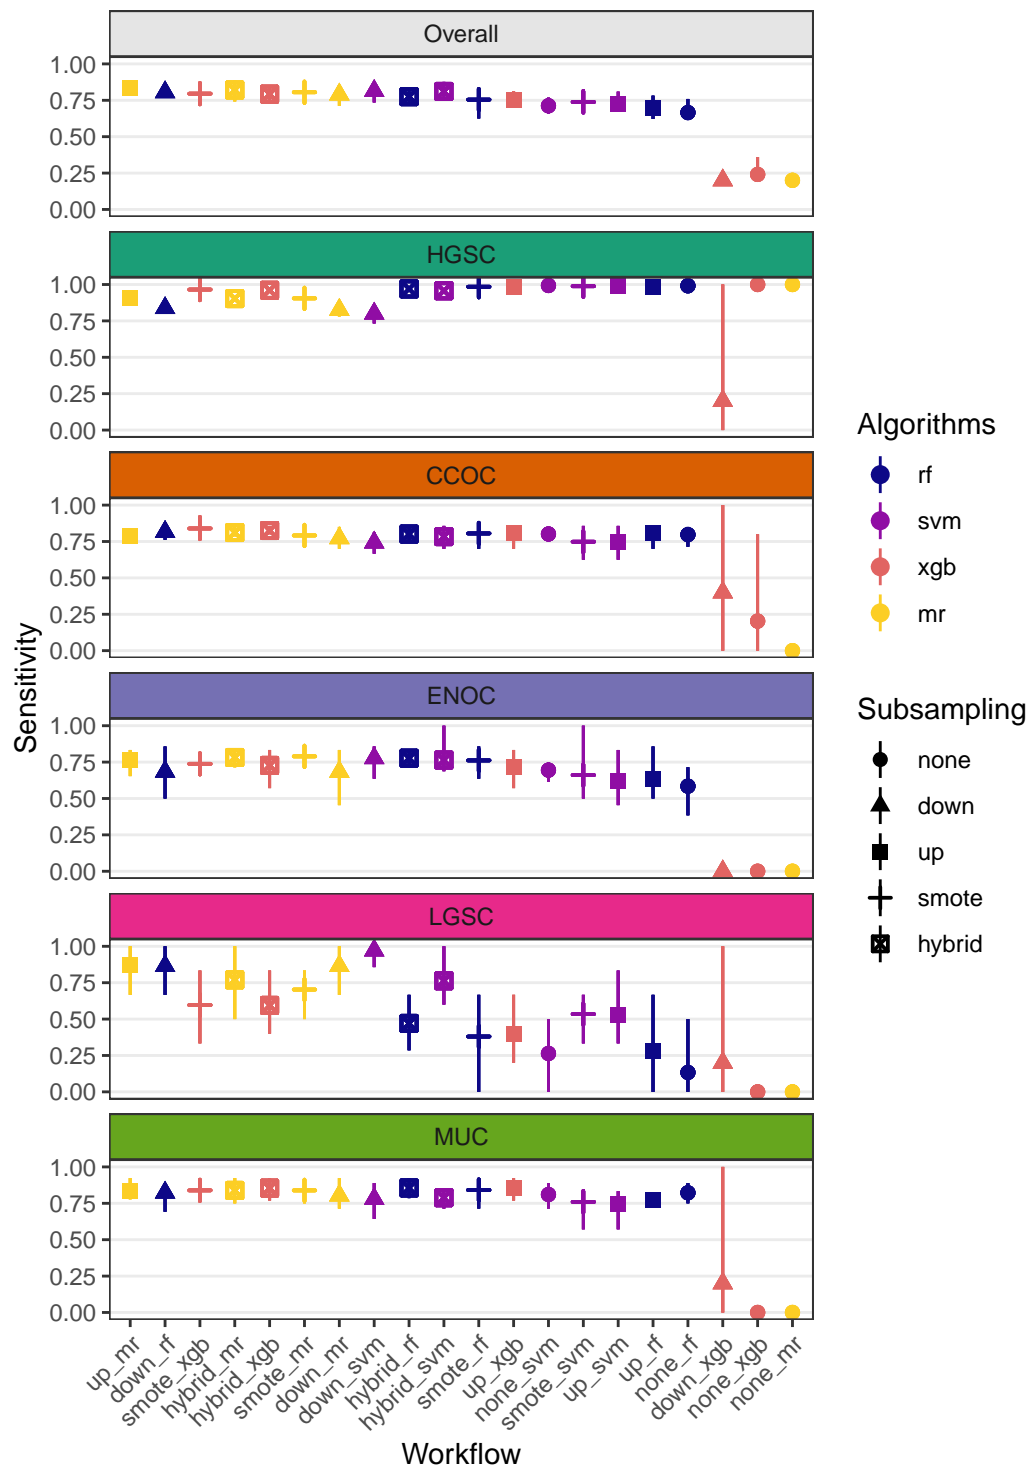 Overall
1.00
0.75
0.50
0.25
0.00
HGSC
1.00
0.75
0.50
0.25
0.00
CCOC
1.00
0.75
0.50
0.25
0.00
ENOC
1.00
0.75
0.50
0.25
0.00
LGSC
1.00
0.75
0.50
0.25
0.00
MUC
1.00
0.75
0.50
0.25
0.00
Sensitivity
up_mr
down_rf
smote_xgb
hybrid_mr
hybrid_xgb
smote_mr
down_mr
down_svm
hybrid_rf
hybrid_svm
smote_rf
up_xgb
none_svm
smote_svm
up_svm
up_rf
none_rf
down_xgb
none_xgb
none_mr
Workflow
Algorithms
rf
svm
xgb
mr
Subsampling
none
down
up
smote
hybrid